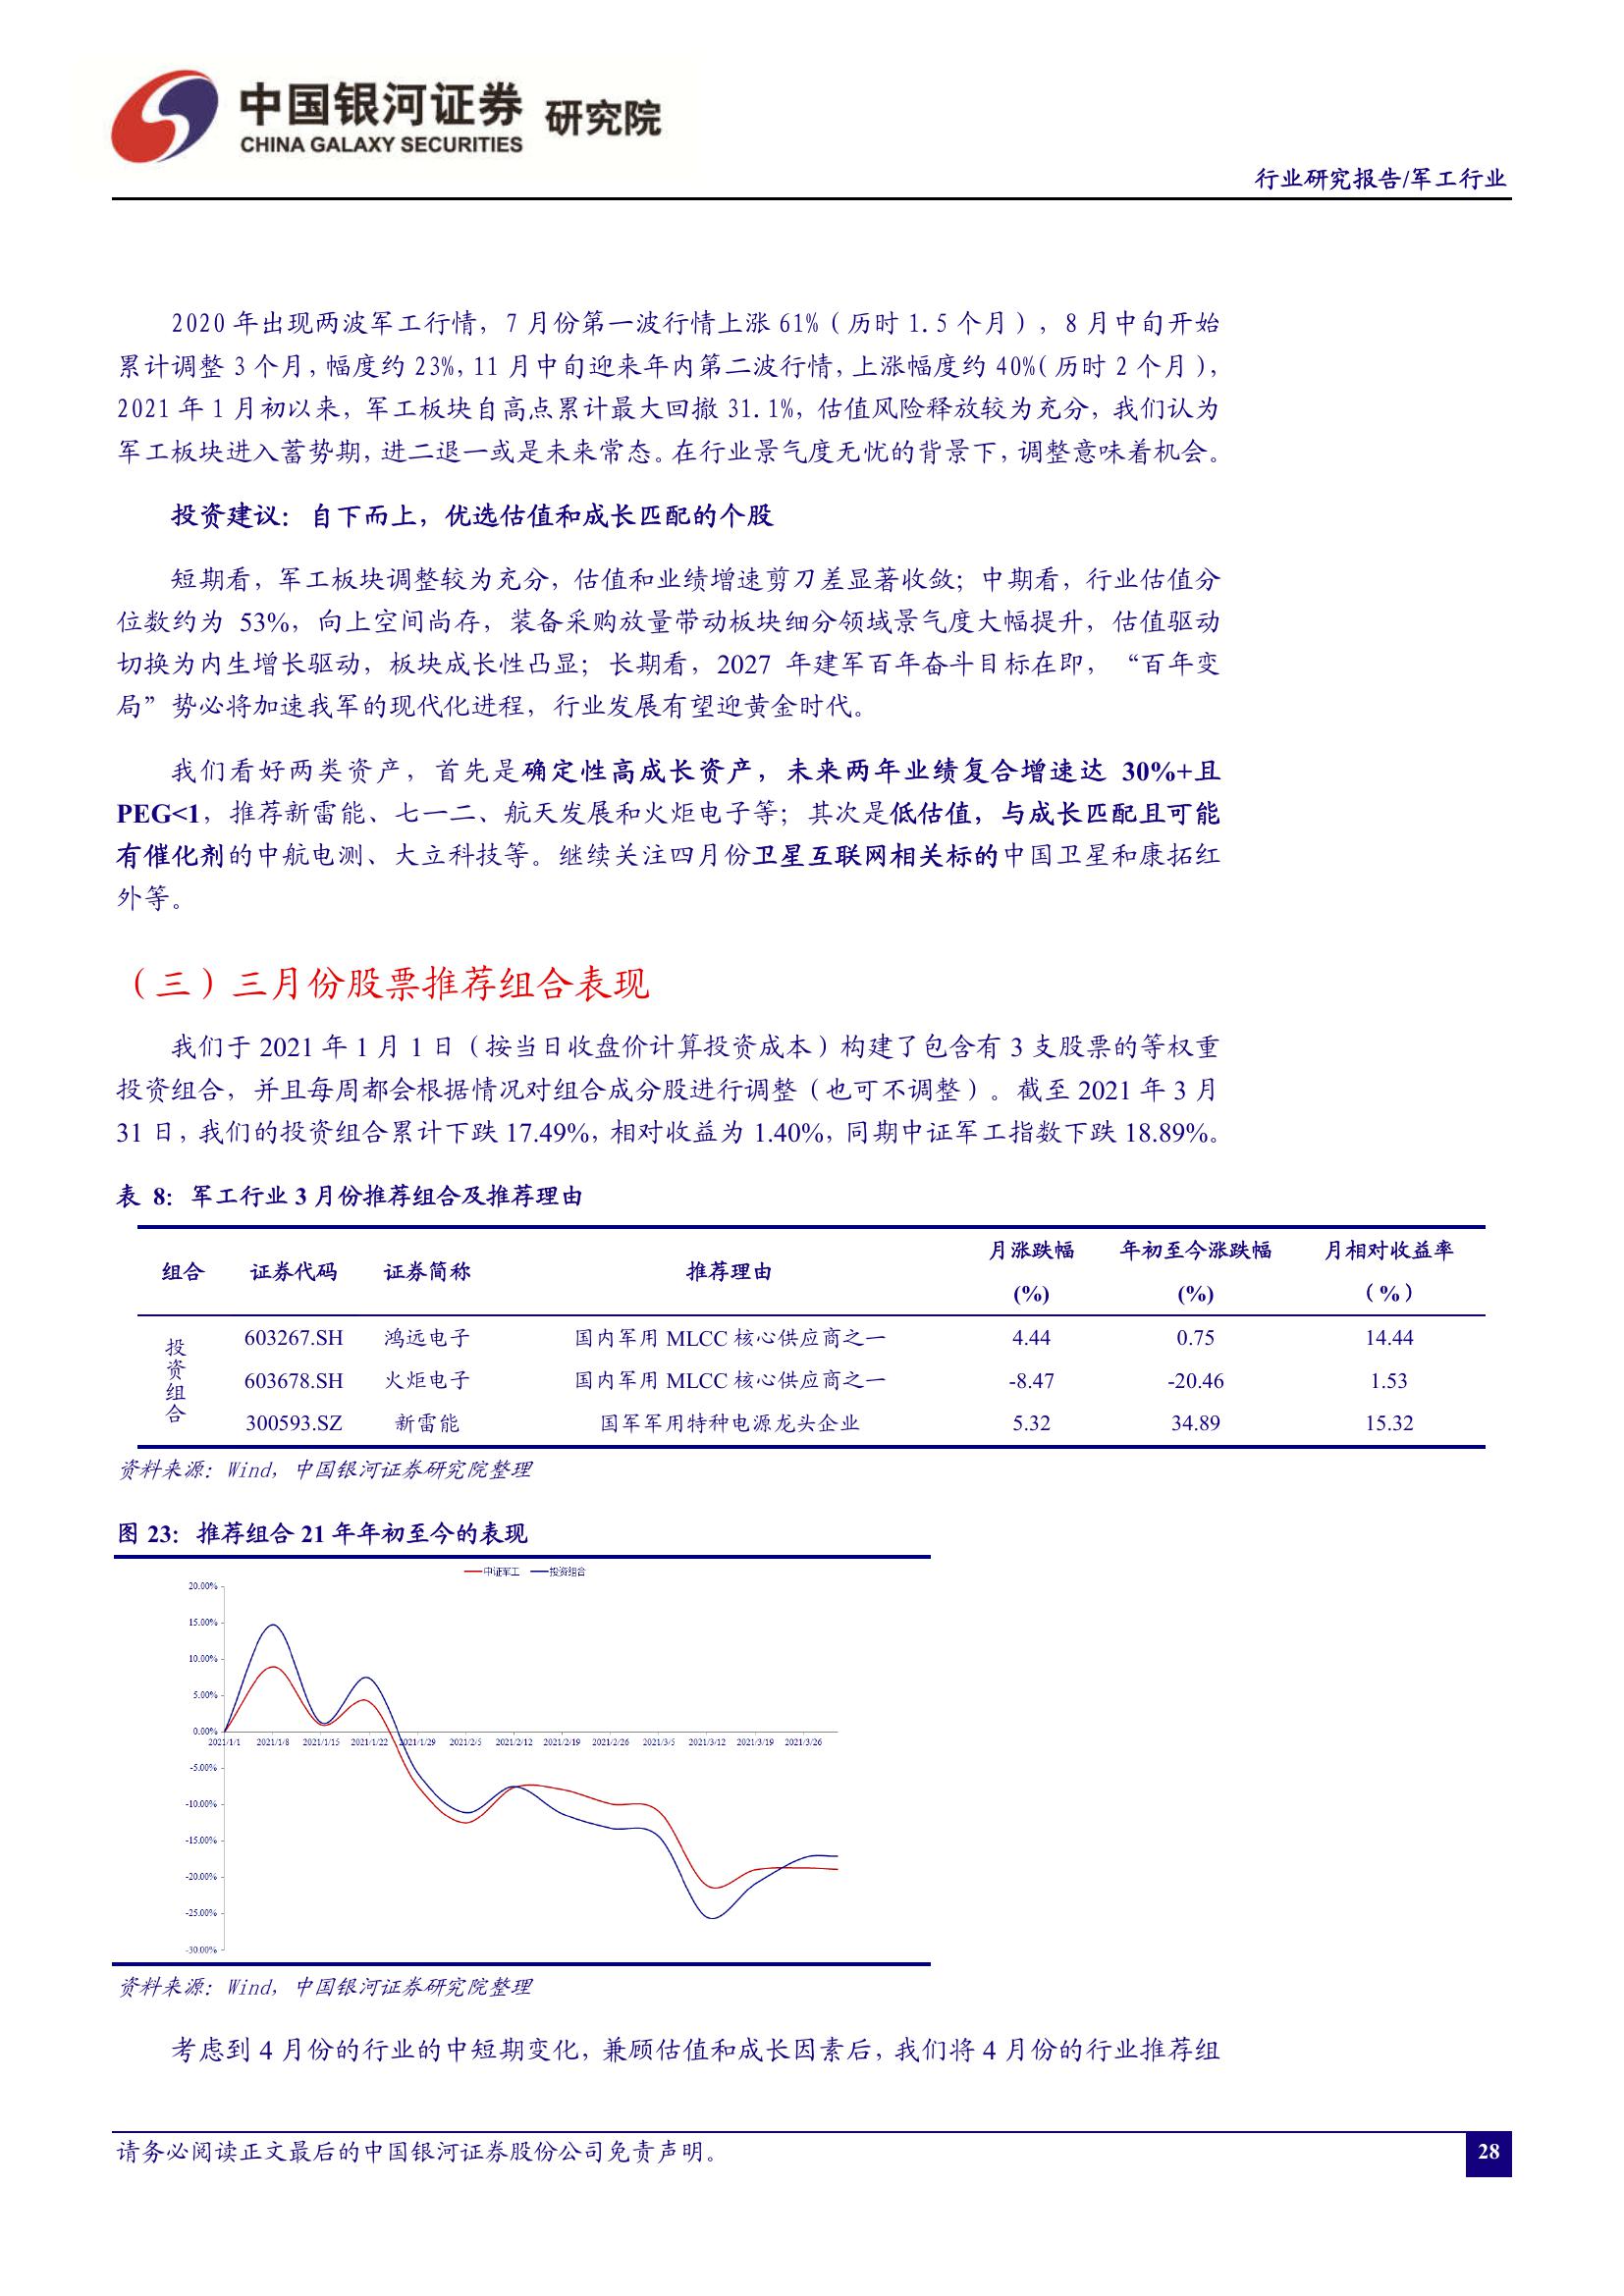 中国银河证券 研究院
CHINA GALAXY SECURITIES
行业研究报告/军工行业
2020 年出现两波军工行情，7 月份第一波行情上涨 61%（历时 1.5 个月），8 月中旬开始
累计调整 3 个月，幅度约 23%，11 月中旬迎来年内第二波行情，上涨幅度约 40%（历时 2 个月），
2021 年 1 月初以来，军工板块自高点累计最大回撤 31.1%，估值风险释放较为充分，我们认为
军工板块进入蓄势期，进二退一或是未来常态。在行业景气度无忧的背景下，调整意味着机会。
投资建议：自下而上，优选估值和成长匹配的个股
短期看，军工板块调整较为充分，估值和业绩增速剪刀差显著收敛；中期看，行业估值分
位数约为 53%，向上空间尚存，装备采购放量带动板块细分领域景气度大幅提升，估值驱动
切换为内生增长驱动，板块成长性凸显；长期看，2027 年建军百年奋斗目标在即，“百年变
局”势必将加速我军的现代化进程，行业发展有望迎黄金时代。
我们看好两类资产，首先是确定性高成长资产，未来两年业绩复合增速达 30%+且
PEG<1，推荐新雷能、七一二、航天发展和火炬电子等；其次是低估值，与成长匹配且可能
有催化剂的中航电测、大立科技等。继续关注四月份卫星互联网相关标的中国卫星和康拓红
外等。
（三）三月份股票推荐组合表现
我们于 2021 年 1 月 1 日（按当日收盘价计算投资成本）构建了包含有 3 支股票的等权重
投资组合，并且每周都会根据情况对组合成分股进行调整（也可不调整）。截至 2021 年 3 月
31 日，我们的投资组合累计下跌 17.49%，相对收益为 1.40%，同期中证军工指数下跌 18.89%。
表 8：军工行业 3 月份推荐组合及推荐理由
组合 证券代码 证券简称 推荐理由 月涨跌幅 (%) 年初至今涨跌幅 (%) 月相对收益率 （%）
投资组合
603267.SH 鸿远电子 国内军用 MLCC 核心供应商之一 4.44 0.75 14.44
603678.SH 火炬电子 国内军用 MLCC 核心供应商之一 -8.47 -20.46 1.53
300593.SZ 新雷能 国军军用特种电源龙头企业 5.32 34.89 15.32
资料来源：Wind，中国银河证券研究院整理
图 23：推荐组合 21 年年初至今的表现
中证军工 投资组合
20.00%
15.00%
10.00%
5.00%
0.00%
2021/1/1 2021/1/8 2021/1/15 2021/1/22 2021/1/29 2021/2/5 2021/2/12 2021/2/19 2021/2/26 2021/3/5 2021/3/12 2021/3/19 2021/3/26
-5.00%
-10.00%
-15.00%
-20.00%
-25.00%
-30.00%
资料来源：Wind，中国银河证券研究院整理
考虑到 4 月份的行业的中短期变化，兼顾估值和成长因素后，我们将 4 月份的行业推荐组
请务必阅读正文最后的中国银河证券股份公司免责声明。
28